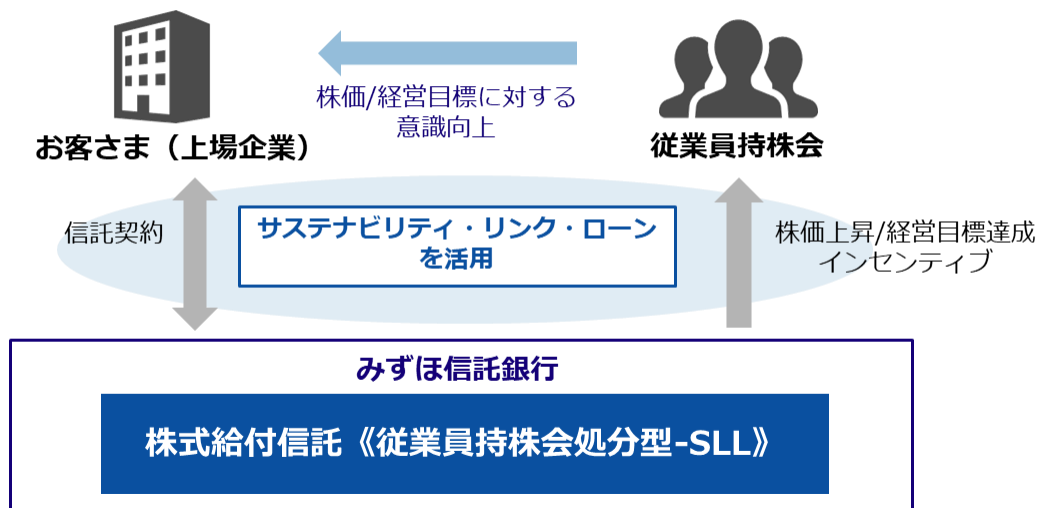 株価/経営目標に対する
意識向上
お客さま（上場企業）
従業員持株会
信託契約
サステナビリティ・リンク・ローン
を活用
株価上昇/経営目標達成
インセンティブ
みずほ信託銀行
株式給付信託《従業員持株会処分型-SLL》